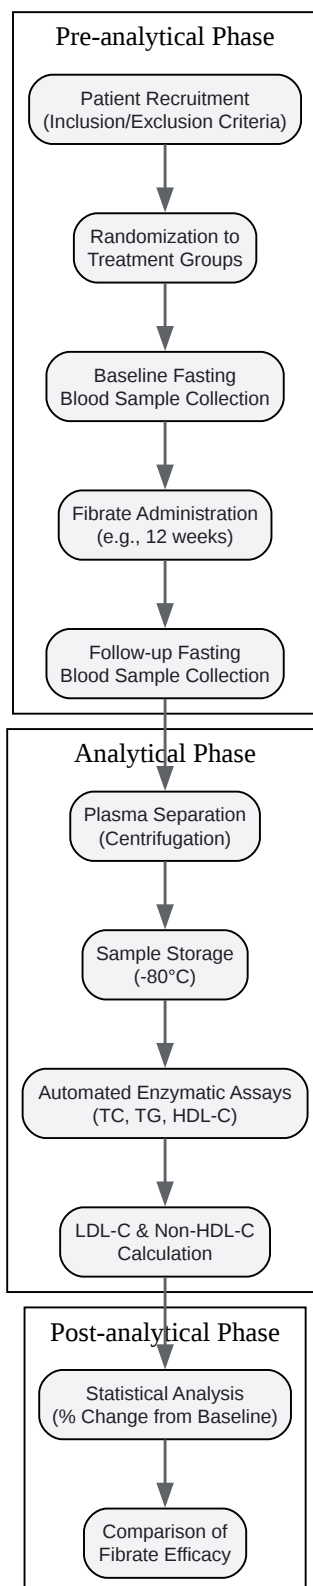 Pre-analytical Phase
Patient Recruitment
(Inclusion/Exclusion Criteria)
Randomization to
Treatment Groups
Baseline Fasting
Blood Sample Collection
Fibrate Administration
(e.g., 12 weeks)
Follow-up Fasting
Blood Sample Collection
Analytical Phase
Plasma Separation
(Centrifugation)
Sample Storage
(-80°C)
Automated Enzymatic Assays
(TC, TG, HDL-C)
LDL-C & Non-HDL-C
Calculation
Post-analytical Phase
Statistical Analysis
(% Change from Baseline)
Comparison of
Fibrate Efficacy